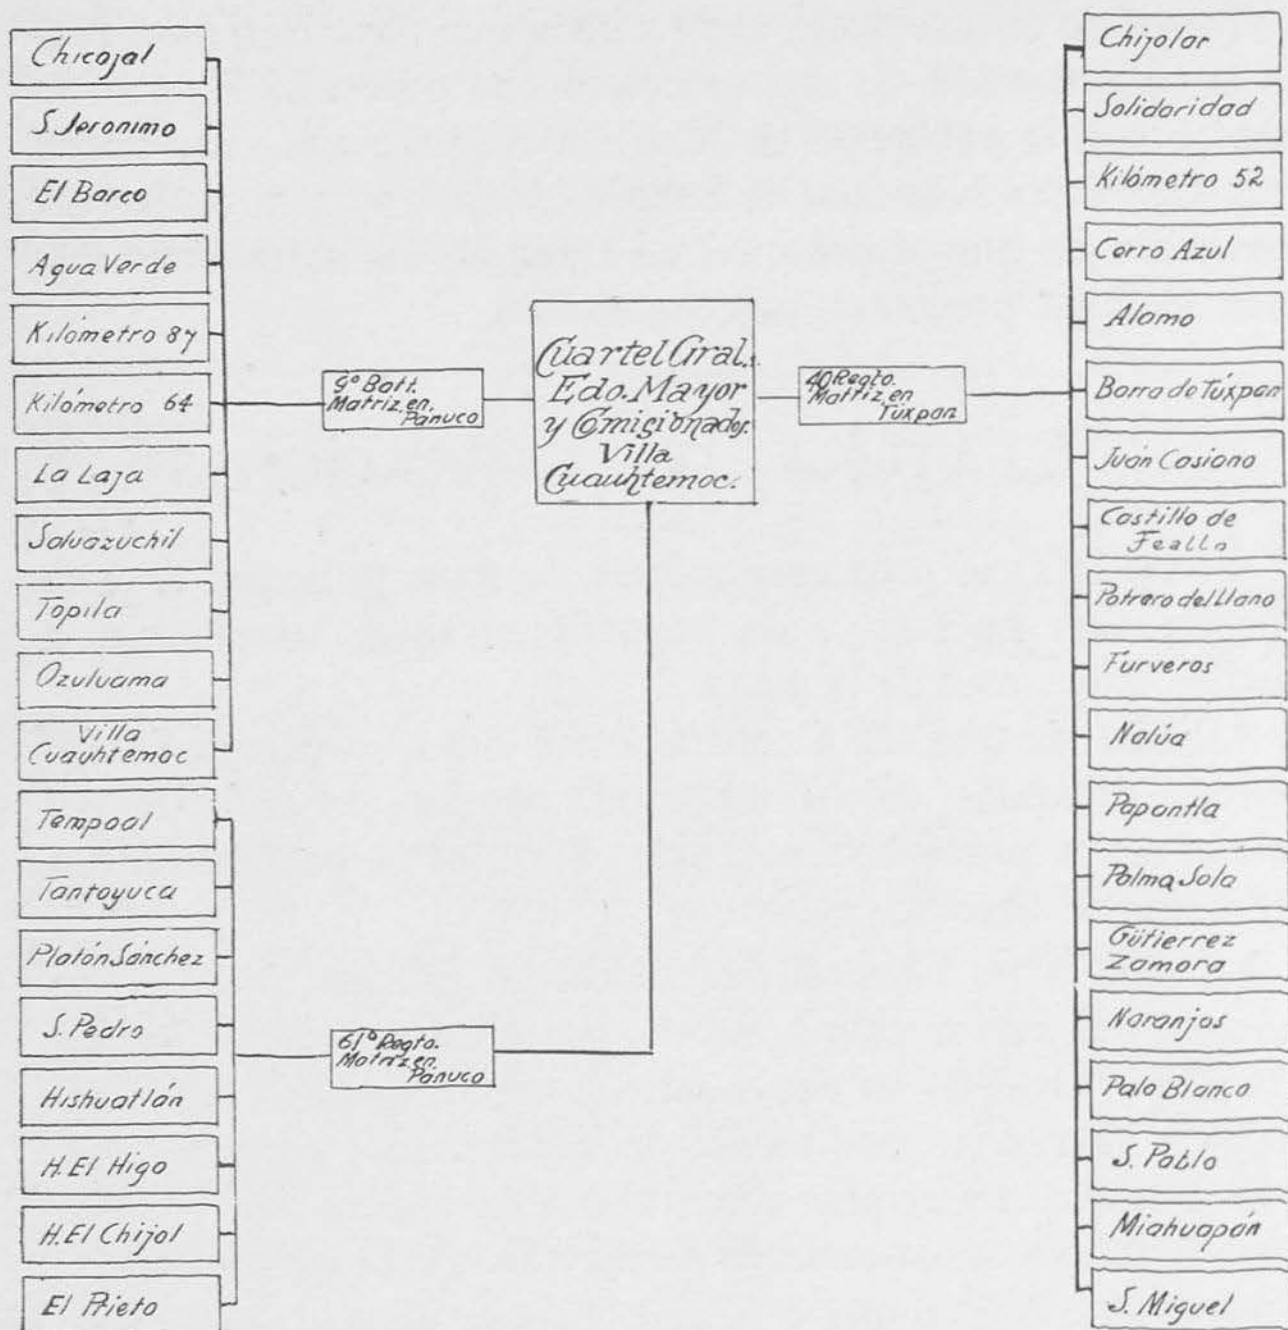 Chicojal
S. Jeronimo
El Barco
Agua Verde
Kilómetro 87
Kilómetro 64
La Laja
Saluazuchil
Topila
Ozuluama
Villa
Cuauhtemoc
Tempoal
Tantoyuca
Platón Sánchez
S. Pedro
Hishuatlán
H. El Higo
H. El Chijol
El Prieto
9º Batt.
Matriz en
Pánuco
Cuartel Gral.
Edo. Mayor
y Comisionados.
Villa
Cuauhtemoc.
61º Regto.
Matriz en
Pánuco
40 Regto.
Matriz en
Túxpan
Chijolar
Solidaridad
Kilómetro 52
Cerro Azul
Alamo
Barra de Túxpan
Juan Casiano
Castillo de
Teallo
Potrero del Llano
Furveros
Nalúa
Papantla
Palma Sola
Gütierrez
Zamora
Naranjos
Palo Blanco
S. Pablo
Miahuapán
S. Miguel